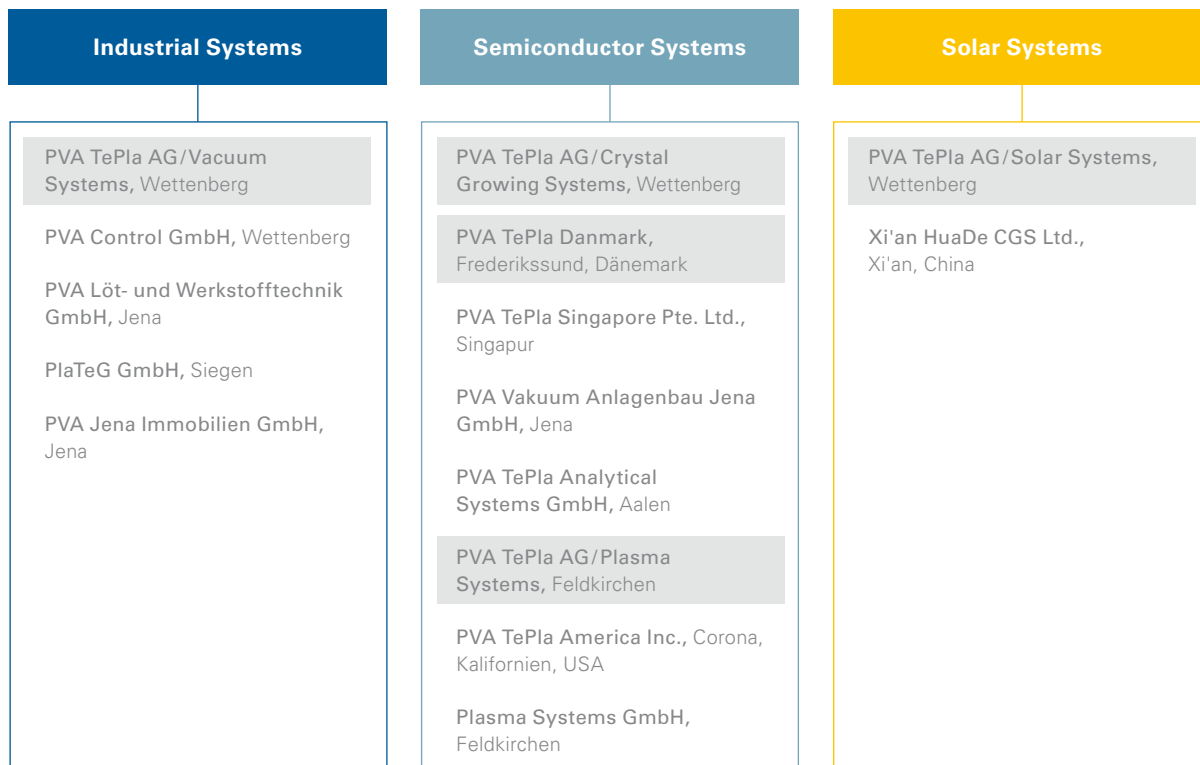 Industrial Systems
PVA TePla AG/Vacuum
Systems, Wettenberg
PVA Control GmbH, Wettenberg
PVA Löt- und Werkstofftechnik
GmbH, Jena
PlaTeG GmbH, Siegen
PVA Jena Immobilien GmbH,
Jena
Semiconductor Systems
PVA TePla AG/Crystal
Growing Systems, Wettenberg
PVA TePla Danmark,
Frederikssund, Dänemark
PVA TePla Singapore Pte. Ltd.,
Singapur
PVA Vakuum Anlagenbau Jena
GmbH, Jena
PVA TePla Analytical
Systems GmbH, Aalen
PVA TePla AG/Plasma
Systems, Feldkirchen
PVA TePla America Inc., Corona,
Kalifornien, USA
Plasma Systems GmbH,
Feldkirchen
Solar Systems
PVA TePla AG/Solar Systems,
Wettenberg
Xi'an HuaDe CGS Ltd.,
Xi'an, China